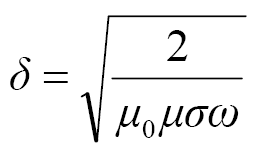 δ = √(2 / (μ₀μσω))